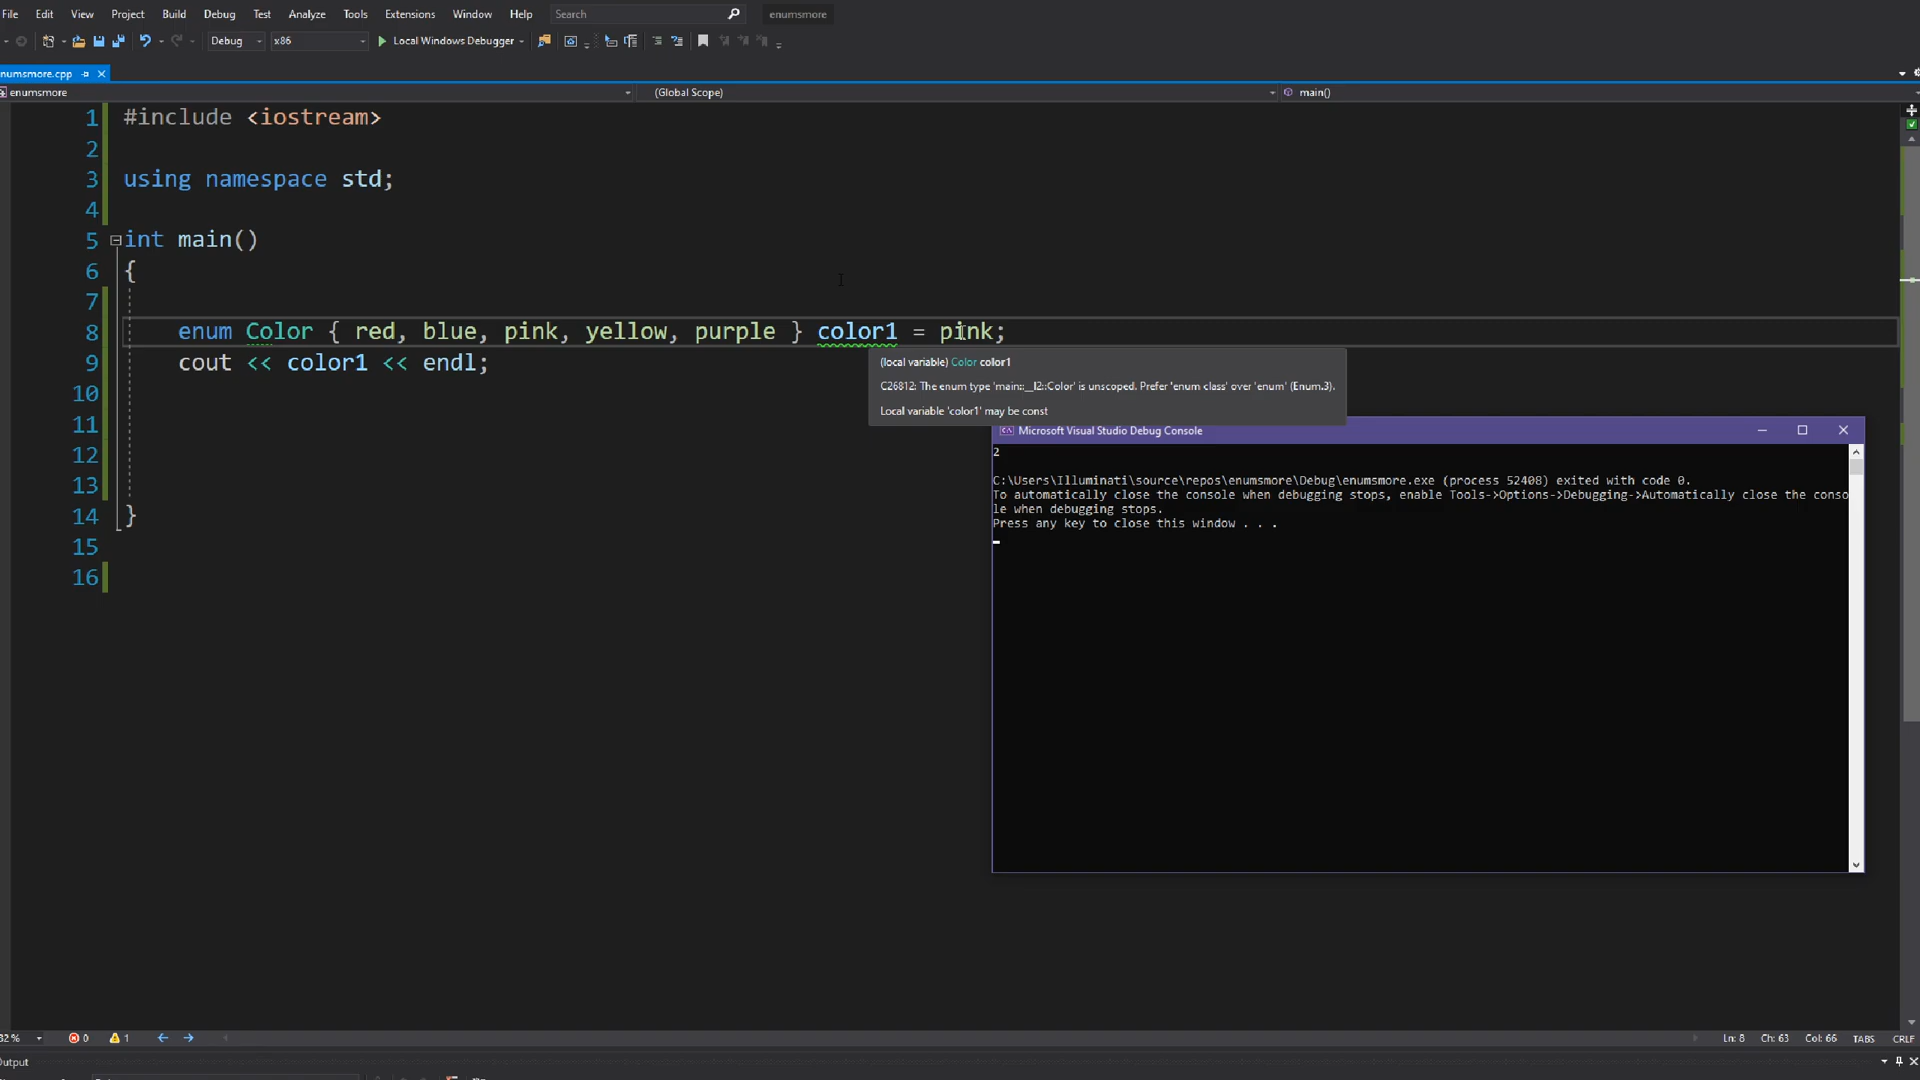 File Edit View Project Build Debug Test Analyze Tools Extensions Window Help Search enumsmore
Debug x86 Local Windows Debugger
numsmore.cpp
enumsmore (Global Scope) main()
1 #include <iostream>
2
3 using namespace std;
4
5 int main()
6 {
7
8 enum Color { red, blue, pink, yellow, purple } color1 = pink;
9 cout << color1 << endl;
10
11
12
13
14 }
15
16
(local variable) Color color1
C26812: The enum type 'main::__l2::Color' is unscoped. Prefer 'enum class' over 'enum' (Enum.3).
Local variable 'color1' may be const
Microsoft Visual Studio Debug Console
2
C:\Users\Illuminati\source\repos\enumsmore\Debug\enumsmore.exe (process 52408) exited with code 0.
To automatically close the console when debugging stops, enable Tools->Options->Debugging->Automatically close the conso
le when debugging stops.
Press any key to close this window . . .
0 1 Ln: 8 Ch: 63 Col: 66 TABS CRLF
utput